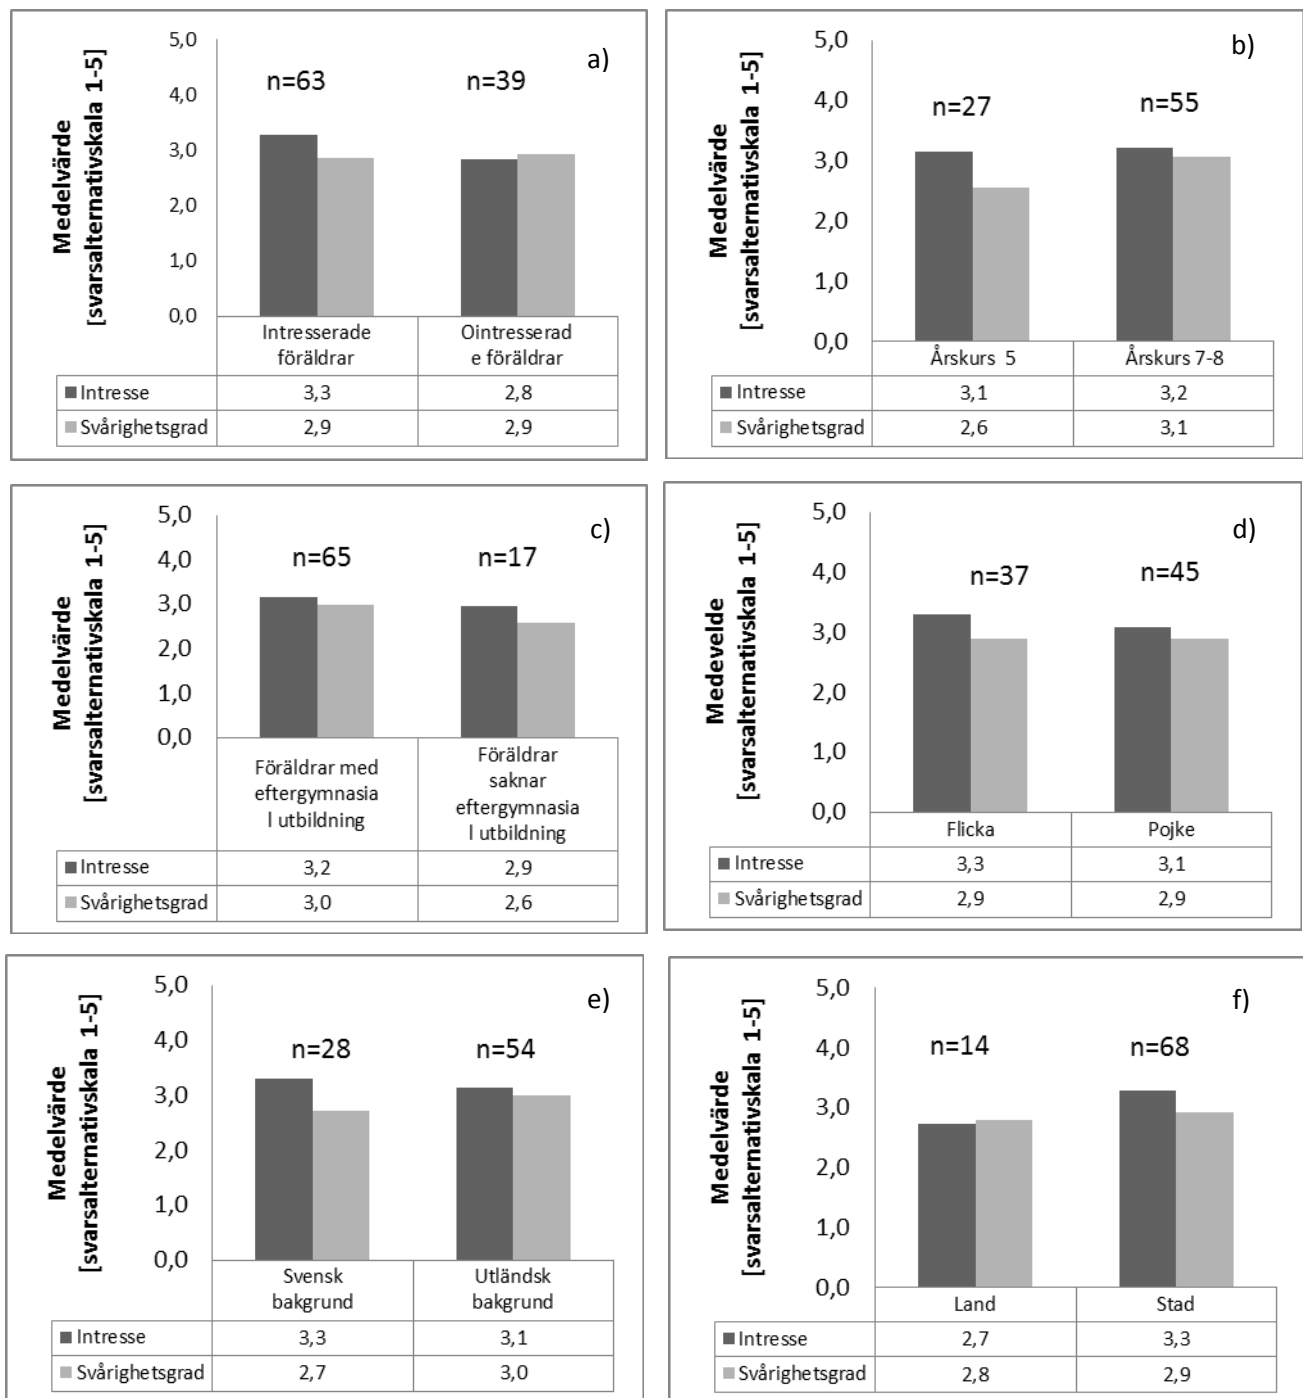 a)
Medelvärde
[svarsalternativskala 1-5]
5,0
4,0
3,0
2,0
1,0
0,0
n=63
n=39
Intresserade
föräldrar
Ointresserad
e föräldrar
Intresse 3,3 2,8
Svårighetsgrad 2,9 2,9
b)
Medelvärde
[svarsalternativskala 1-5]
5,0
4,0
3,0
2,0
1,0
0,0
n=27
n=55
Årskurs 5
Årskurs 7-8
Intresse 3,1 3,2
Svårighetsgrad 2,6 3,1
c)
Medelvärde
[svarsalternativskala 1-5]
5,0
4,0
3,0
2,0
1,0
0,0
n=65
n=17
Föräldrar med
eftergymnasia
l utbildning
Föräldrar
saknar
eftergymnasia
l utbildning
Intresse 3,2 2,9
Svårighetsgrad 3,0 2,6
d)
Medevelde
[svarsalternativskala 1-5]
5,0
4,0
3,0
2,0
1,0
0,0
n=37
n=45
Flicka
Pojke
Intresse 3,3 3,1
Svårighetsgrad 2,9 2,9
e)
Medelvärde
[svarsalternativskala 1-5]
5,0
4,0
3,0
2,0
1,0
0,0
n=28
n=54
Svensk
bakgrund
Utländsk
bakgrund
Intresse 3,3 3,1
Svårighetsgrad 2,7 3,0
f)
Medelvärde
[svarsalternativskala 1-5]
5,0
4,0
3,0
2,0
1,0
0,0
n=14
n=68
Land
Stad
Intresse 2,7 3,3
Svårighetsgrad 2,8 2,9